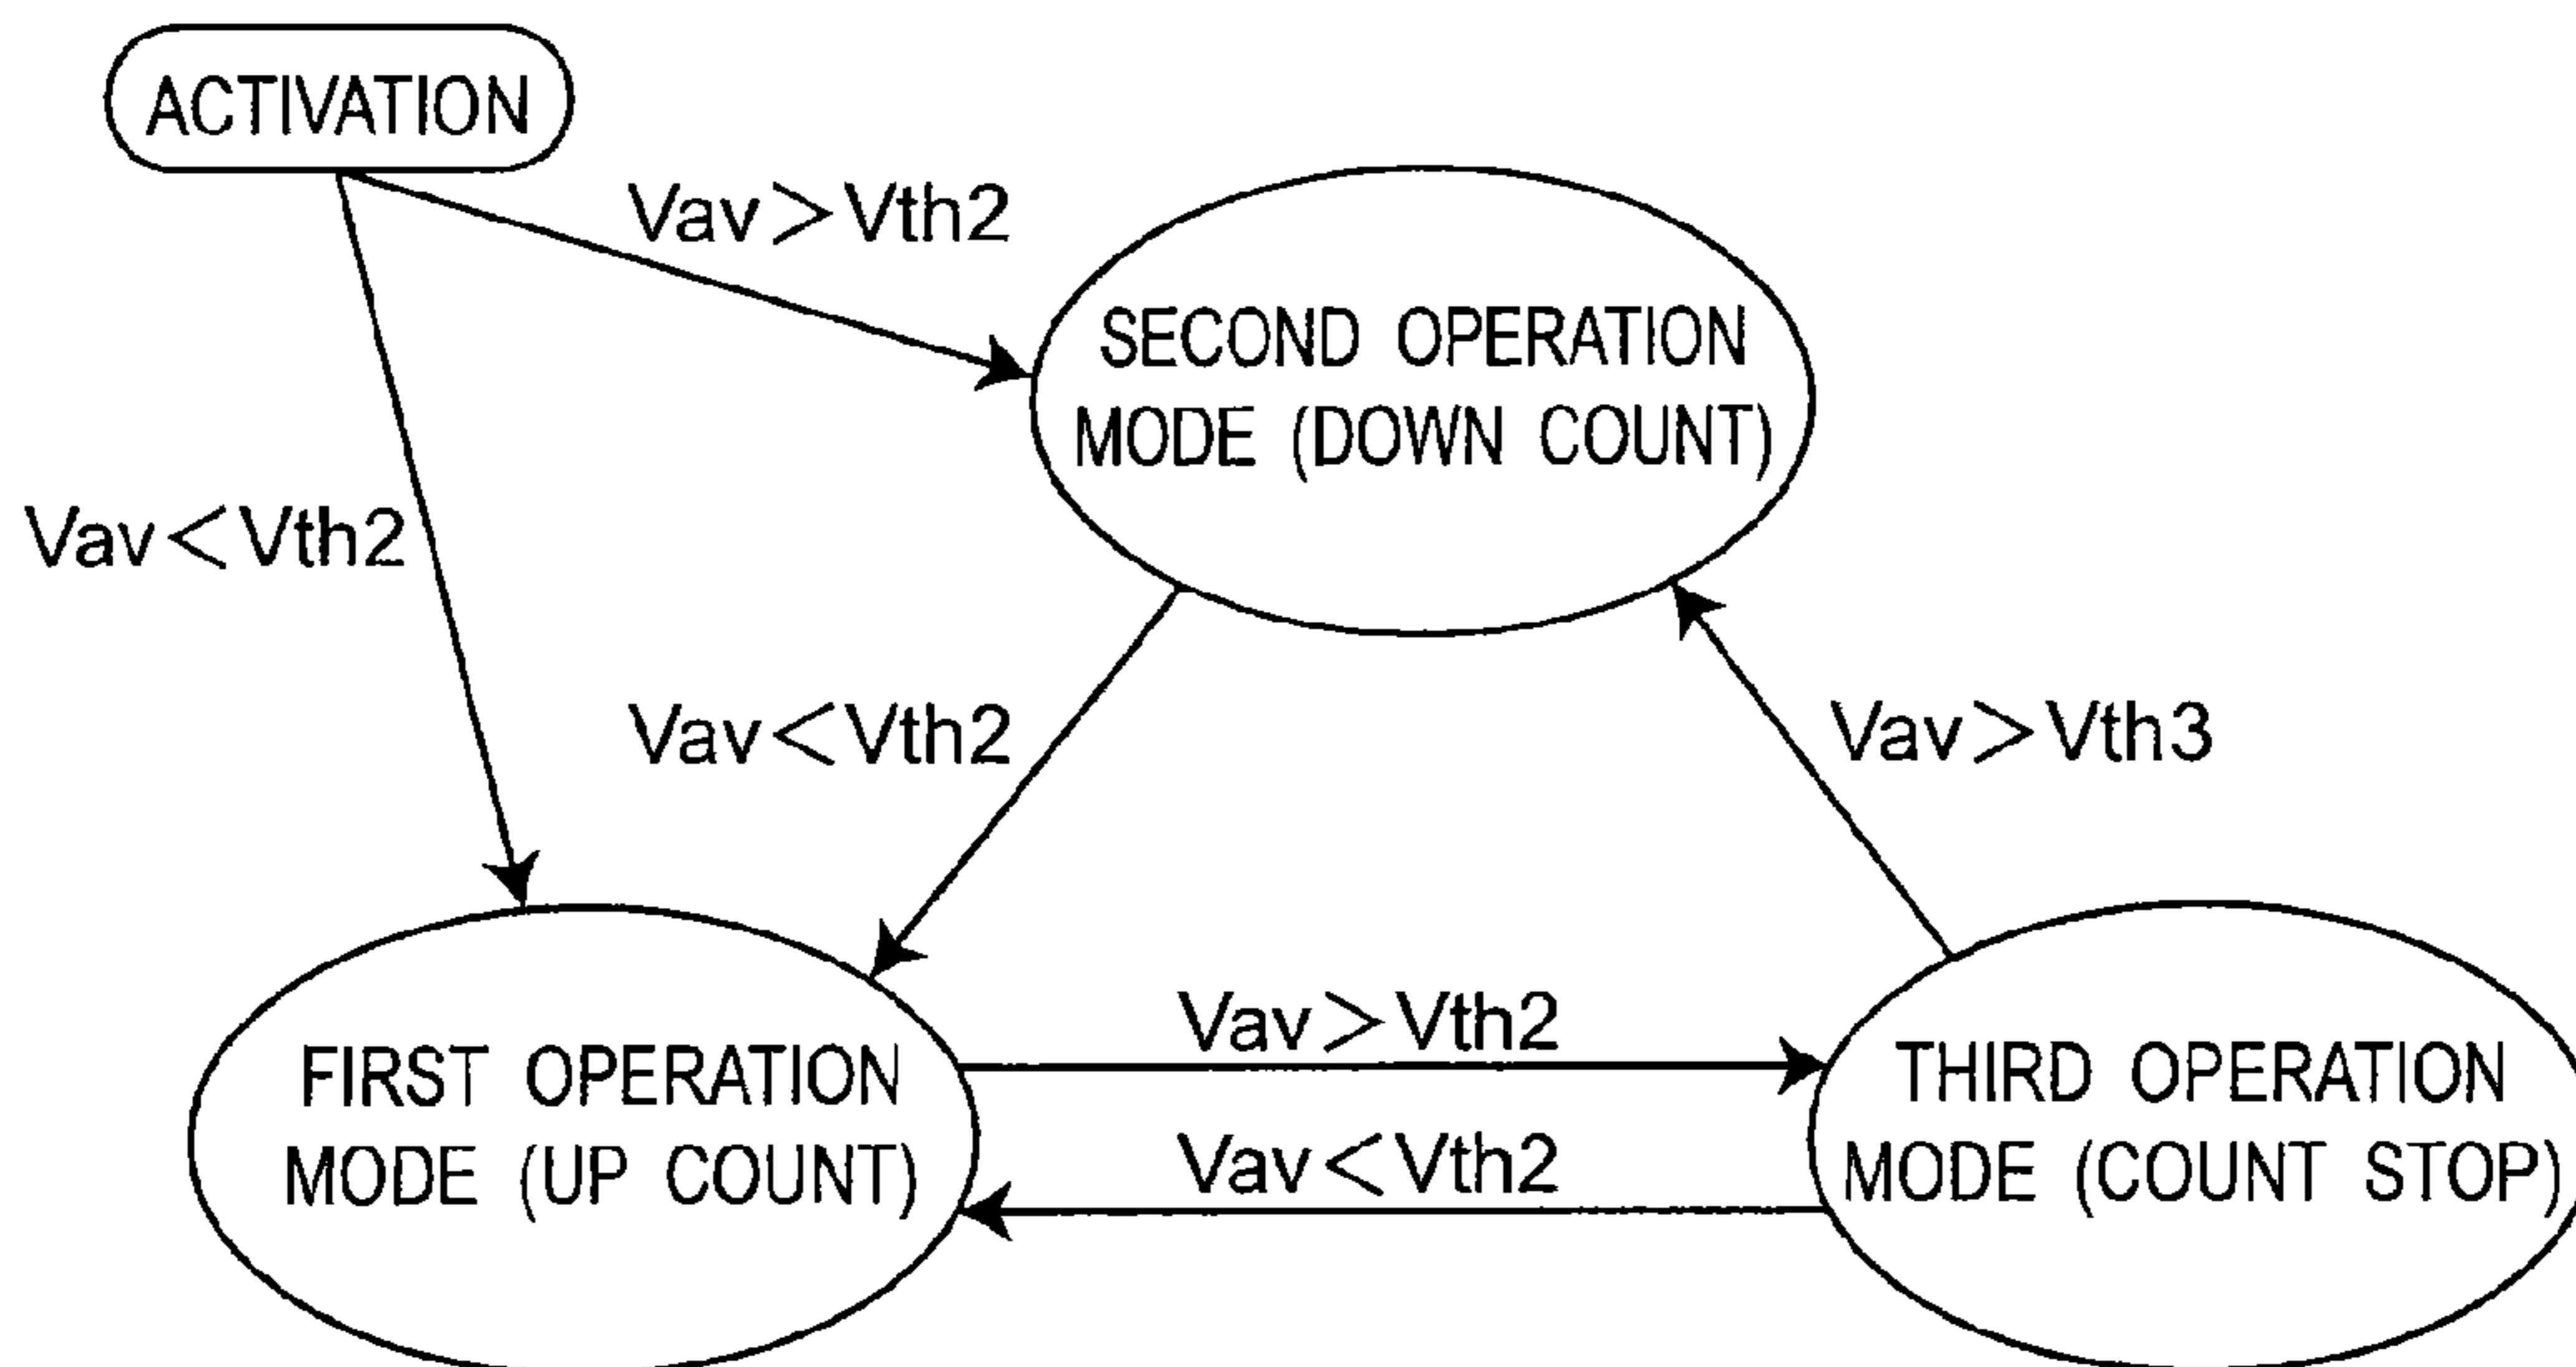 ACTIVATION
Vav>Vth2
SECOND OPERATION
MODE (DOWN COUNT)
Vav<Vth2
Vav<Vth2
Vav>Vth3
Vav>Vth2
FIRST OPERATION
MODE (UP COUNT)
THIRD OPERATION
MODE (COUNT STOP)
Vav<Vth2